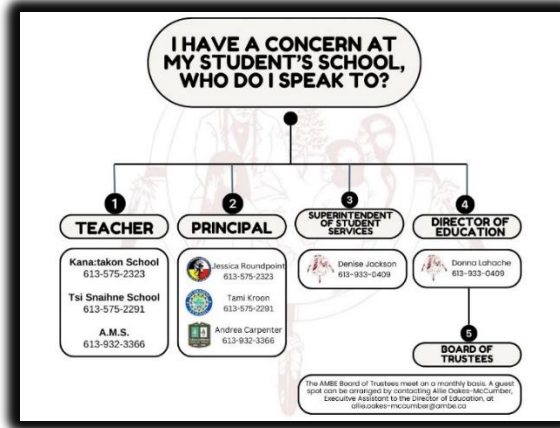 I HAVE A CONCERN AT
MY STUDENT'S SCHOOL,
WHO DO I SPEAK TO?
1
TEACHER
Kana:takon School
613-575-2323
Tsi Snaihne School
613-575-2291
A.M.S.
613-932-3366
2
PRINCIPAL
Jessica Roundpoint
613-575-2323
Tami Kroon
613-575-2291
Andrea Carpenter
613-932-3366
3
SUPERINTENDENT
OF STUDENT
SERVICES
Denise Jackson
613-933-0409
4
DIRECTOR OF
EDUCATION
Donna Lahache
613-933-0409
5
BOARD OF
TRUSTEES
The AMBE Board of Trustees meet on a monthly basis. A guest
spot can be arranged by contacting Allie Oakes-McCumber,
Execuitve Assistant to the Director of Education, at
allie.oakes-mccumber@ambe.ca